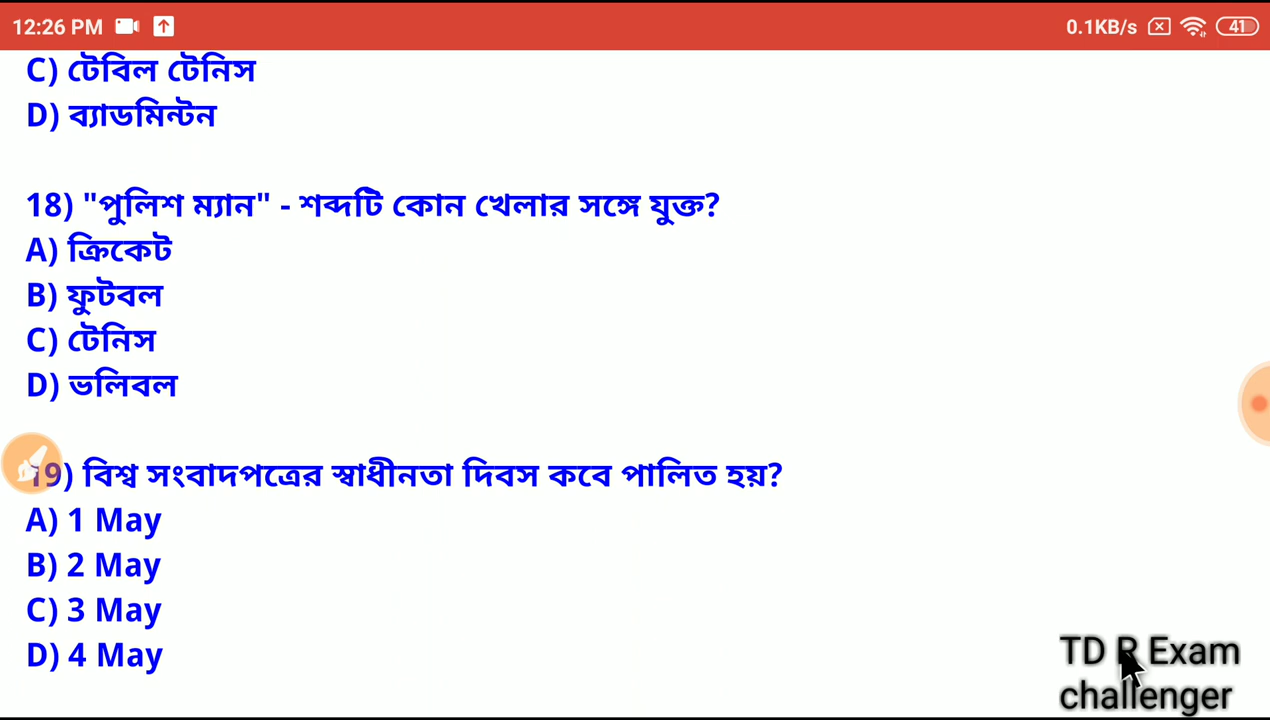 12:26 PM
0.1KB/s
41
C) টেবিল টেনিস
D) ব্যাডমিন্টন
18) "পুলিশ ম্যান" - শব্দটি কোন খেলার সঙ্গে যুক্ত?
A) ক্রিকেট
B) ফুটবল
C) টেনিস
D) ভলিবল
19) বিশ্ব সংবাদপত্রের স্বাধীনতা দিবস কবে পালিত হয়?
A) 1 May
B) 2 May
C) 3 May
D) 4 May
TD R Exam
challenger